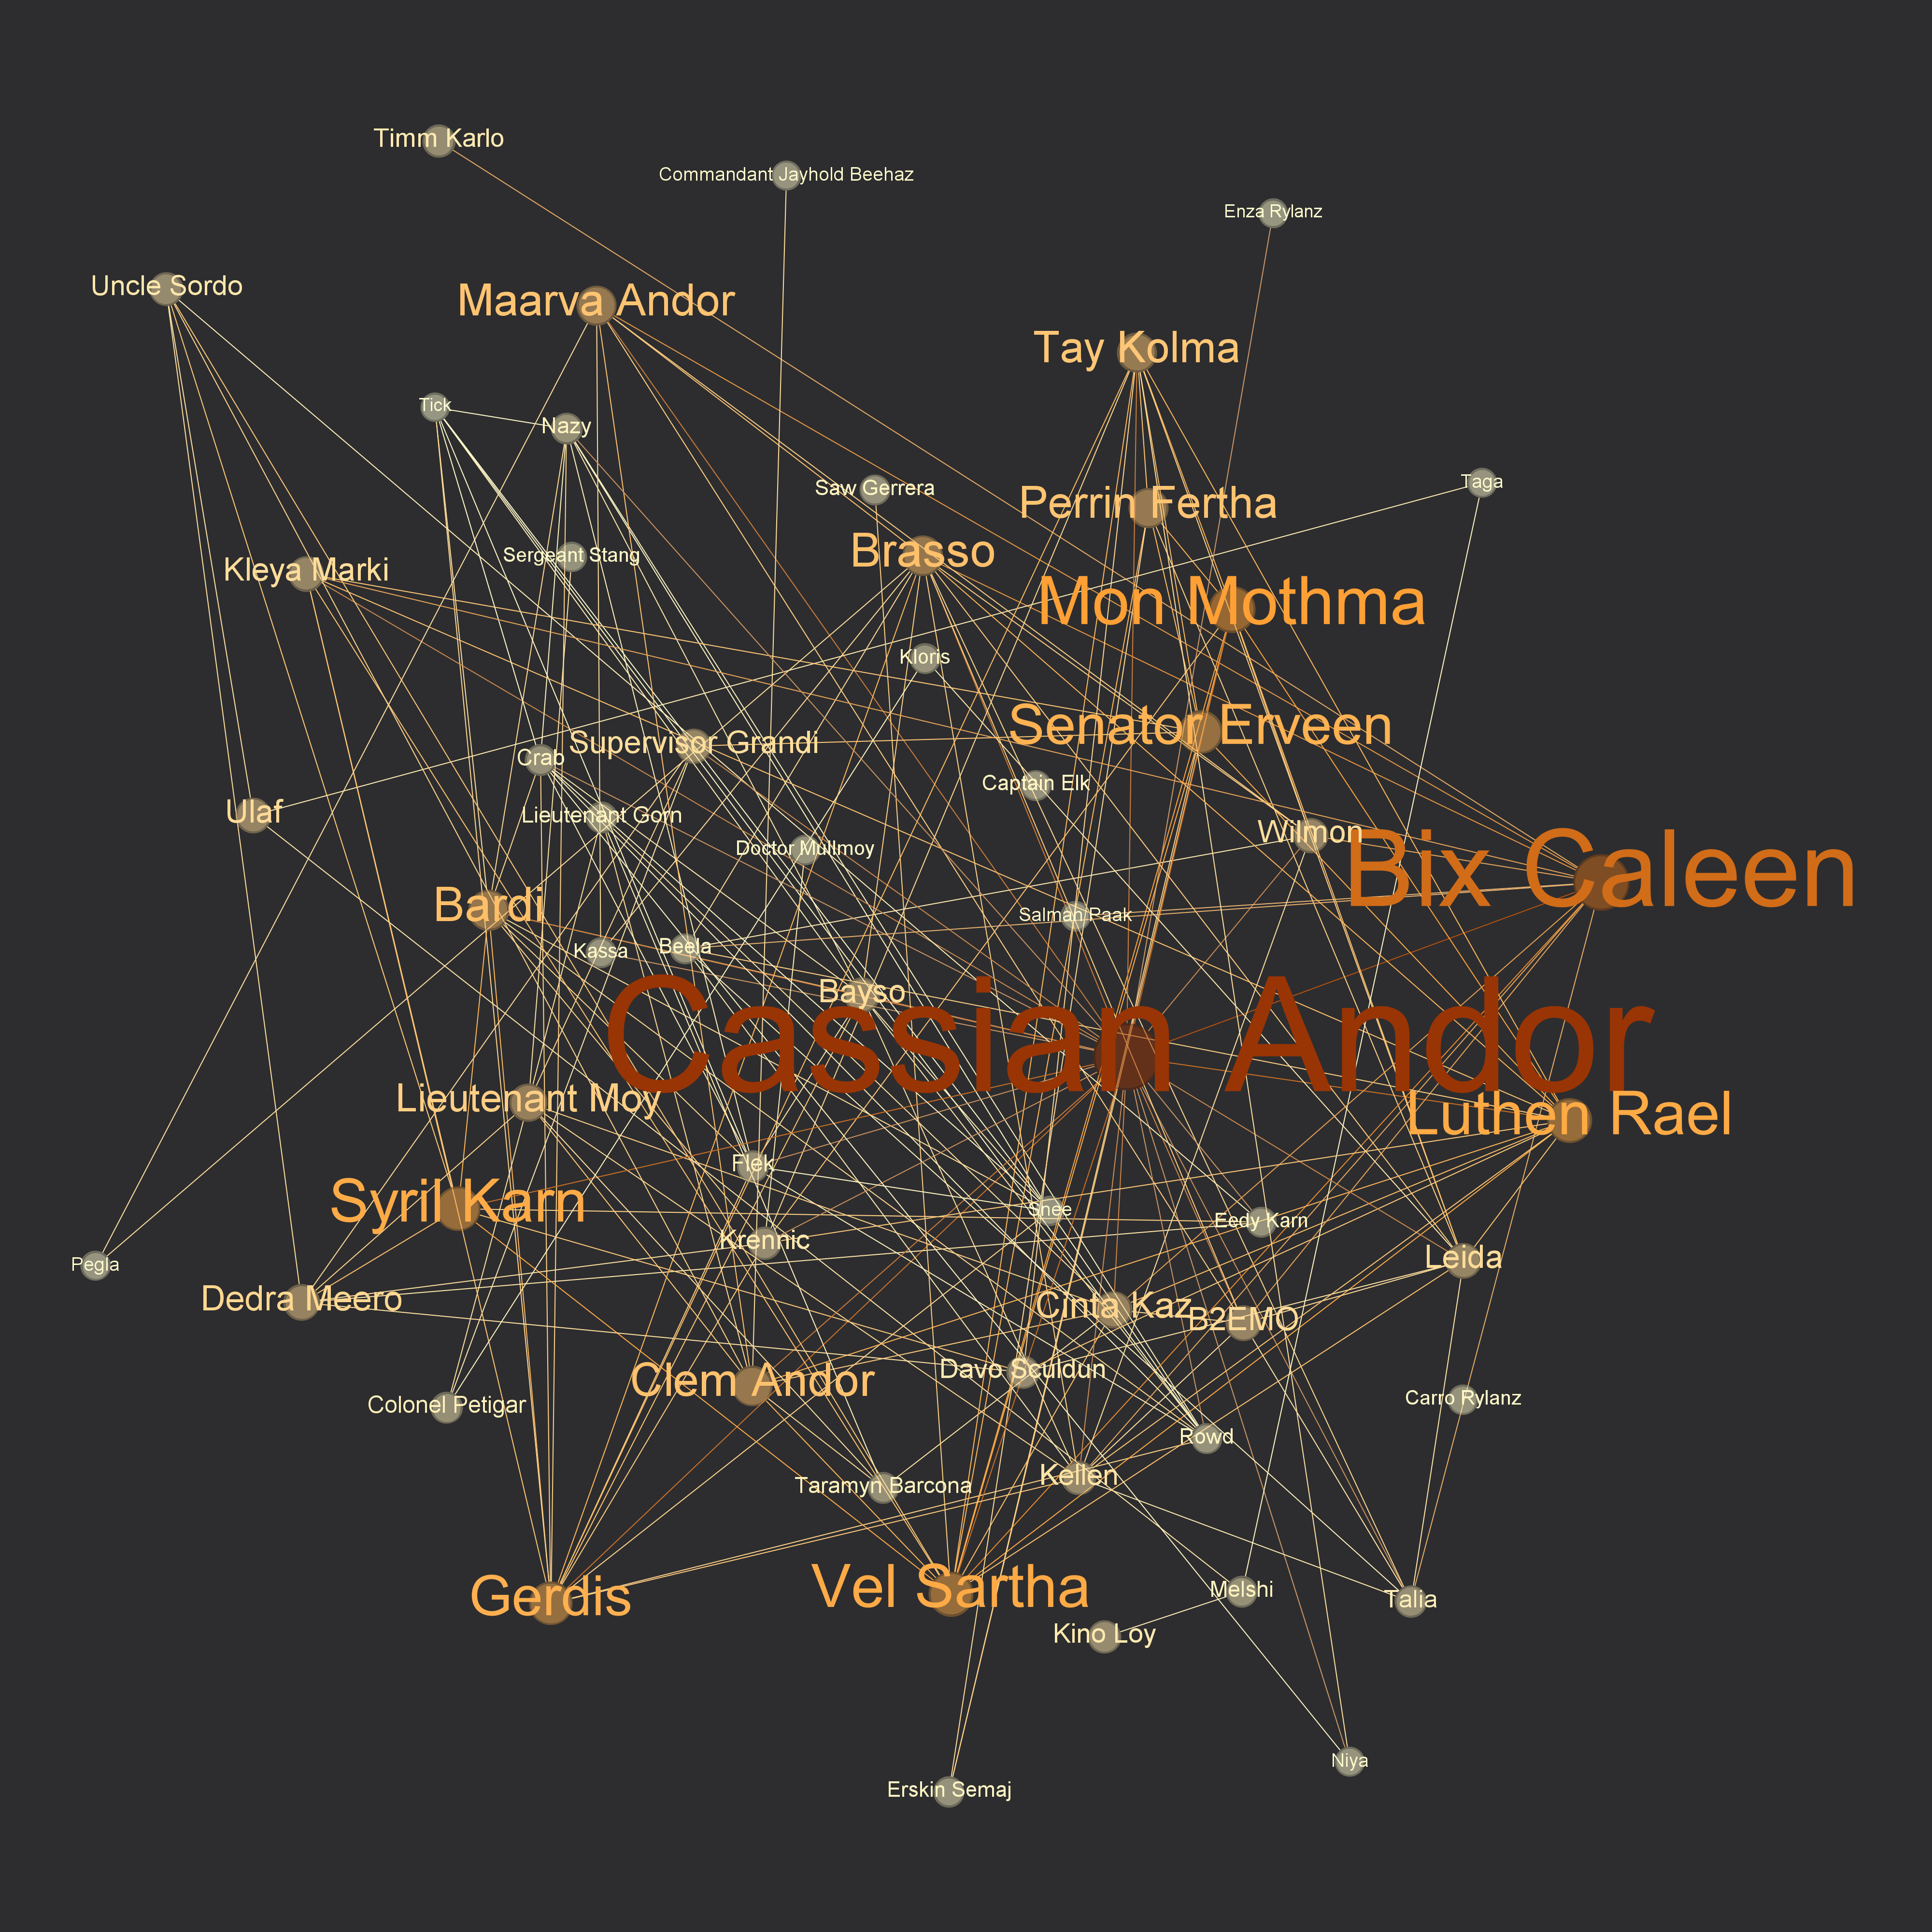 Timm Karlo
Commandant Jayhold Beehaz
Enza Rylanz
Uncle Sordo
Maarva Andor
Tay Kolma
Tick
Nazy
Saw Gerrera
Taga
Perrin Fertha
Sergeant Stang
Brasso
Kleya Marki
Mon Mothma
Kloris
Senator Erveen
Supervisor Grandi
Crab
Captain Elk
Ulaf
Lieutenant Gorn
Wilmon
Doctor Mullmoy
Bix Caleen
Bardi
Salman Paak
Kassa
Beela
Bayso
Cassian Andor
Lieutenant Moy
Luthen Rael
Flek
Syril Karn
Shee
Eedy Karn
Krennic
Leida
Pegla
Dedra Meero
Cinta Kaz
B2EMO
Davo Sculdun
Clem Andor
Carro Rylanz
Colonel Petigar
Rowd
Kellen
Taramyn Barcona
Vel Sartha
Melshi
Gerdis
Talia
Kino Loy
Niya
Erskin Semaj